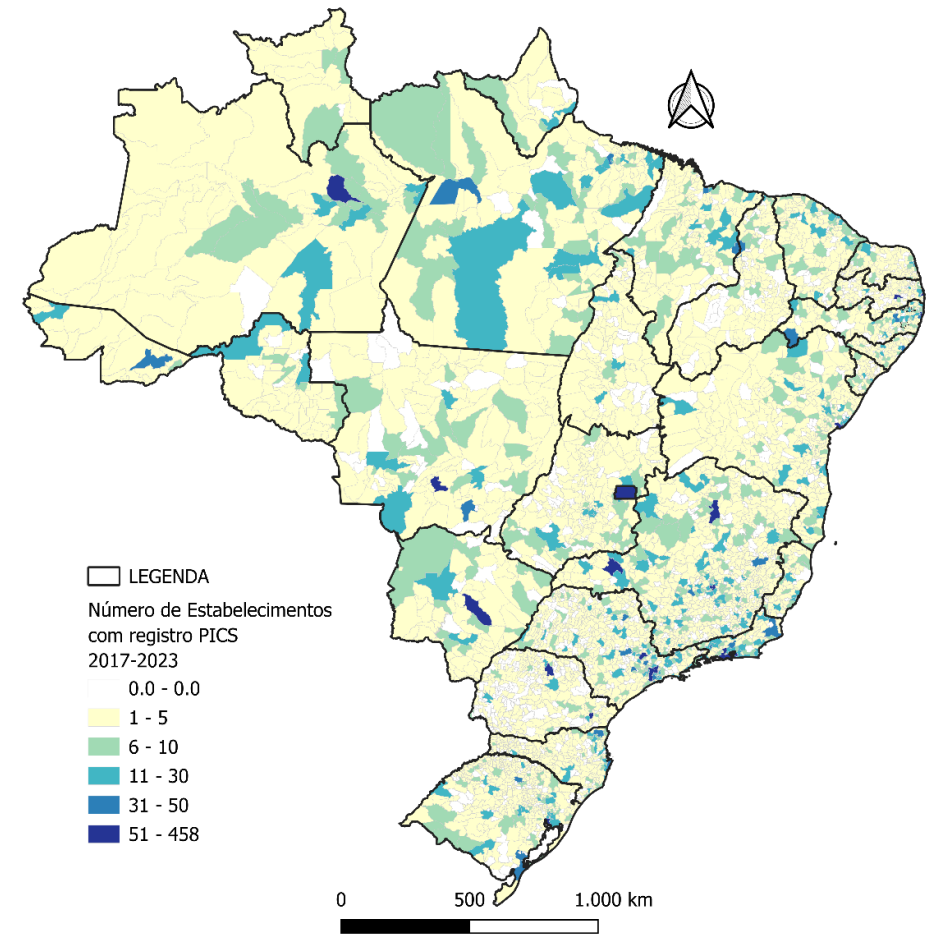 LEGENDA
Número de Estabelecimentos
com registro PICS
2017-2023
0.0 - 0.0
1 - 5
6 - 10
11 - 30
31 - 50
51 - 458
0 500 1.000 km